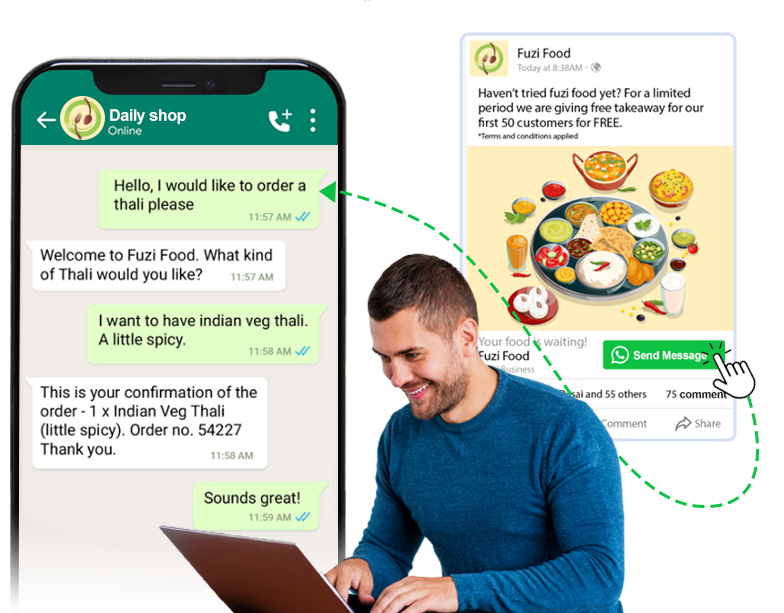 Daily shop
Online
Hello, I would like to order a
thali please
11:57 AM
Welcome to Fuzi Food. What kind
of Thali would you like?
11:57 AM
I want to have indian veg thali.
A little spicy.
11:58 AM
This is your confirmation of the
order - 1 x Indian Veg Thali
(little spicy). Order no. 54227
Thank you.
11:58 AM
Sounds great!
11:59 AM
Fuzi Food
Today at 8:38AM
Haven't tried fuzi food yet? For a limited
period we are giving free takeaway for our
first 50 customers for FREE.
*Terms and conditions applied
Your food is waiting!
Fuzi Food
Business
Send Message
and 55 others
75 comment
Comment
Share